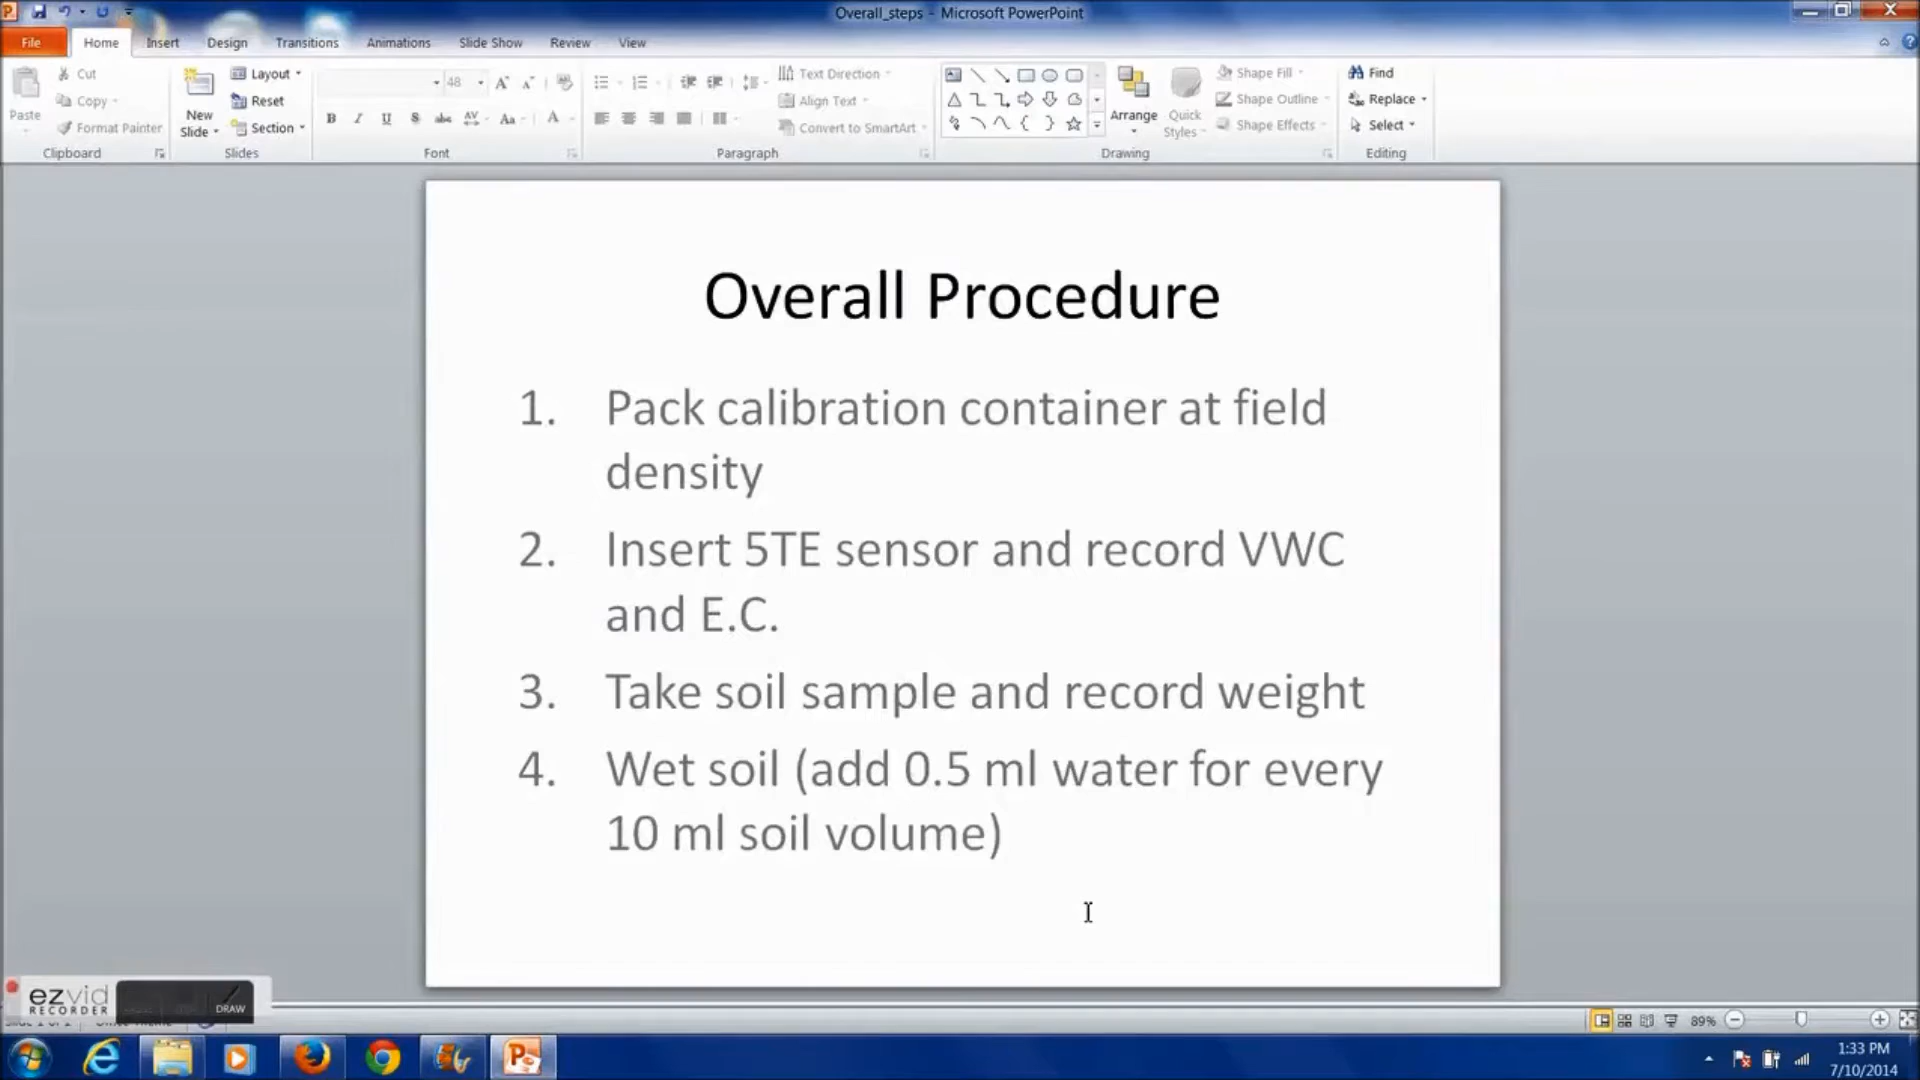 Overall_steps - Microsoft PowerPoint
File Home Insert Design Transitions Animations Slide Show Review View
Paste
Cut
Copy
Format Painter
Clipboard
New
Slide
Layout
Reset
Section
Slides
48
B I U S abc AV Aa A
Font
Text Direction
Align Text
Convert to SmartArt
Paragraph
Arrange
Quick
Styles
Shape Fill
Shape Outline
Shape Effects
Drawing
Find
Replace
Select
Editing
Overall Procedure
1. Pack calibration container at field
density
2. Insert 5TE sensor and record VWC
and E.C.
3. Take soil sample and record weight
4. Wet soil (add 0.5 ml water for every
10 ml soil volume)
ezvid
RECORDER
DRAW
89%
1:33 PM
7/10/2014